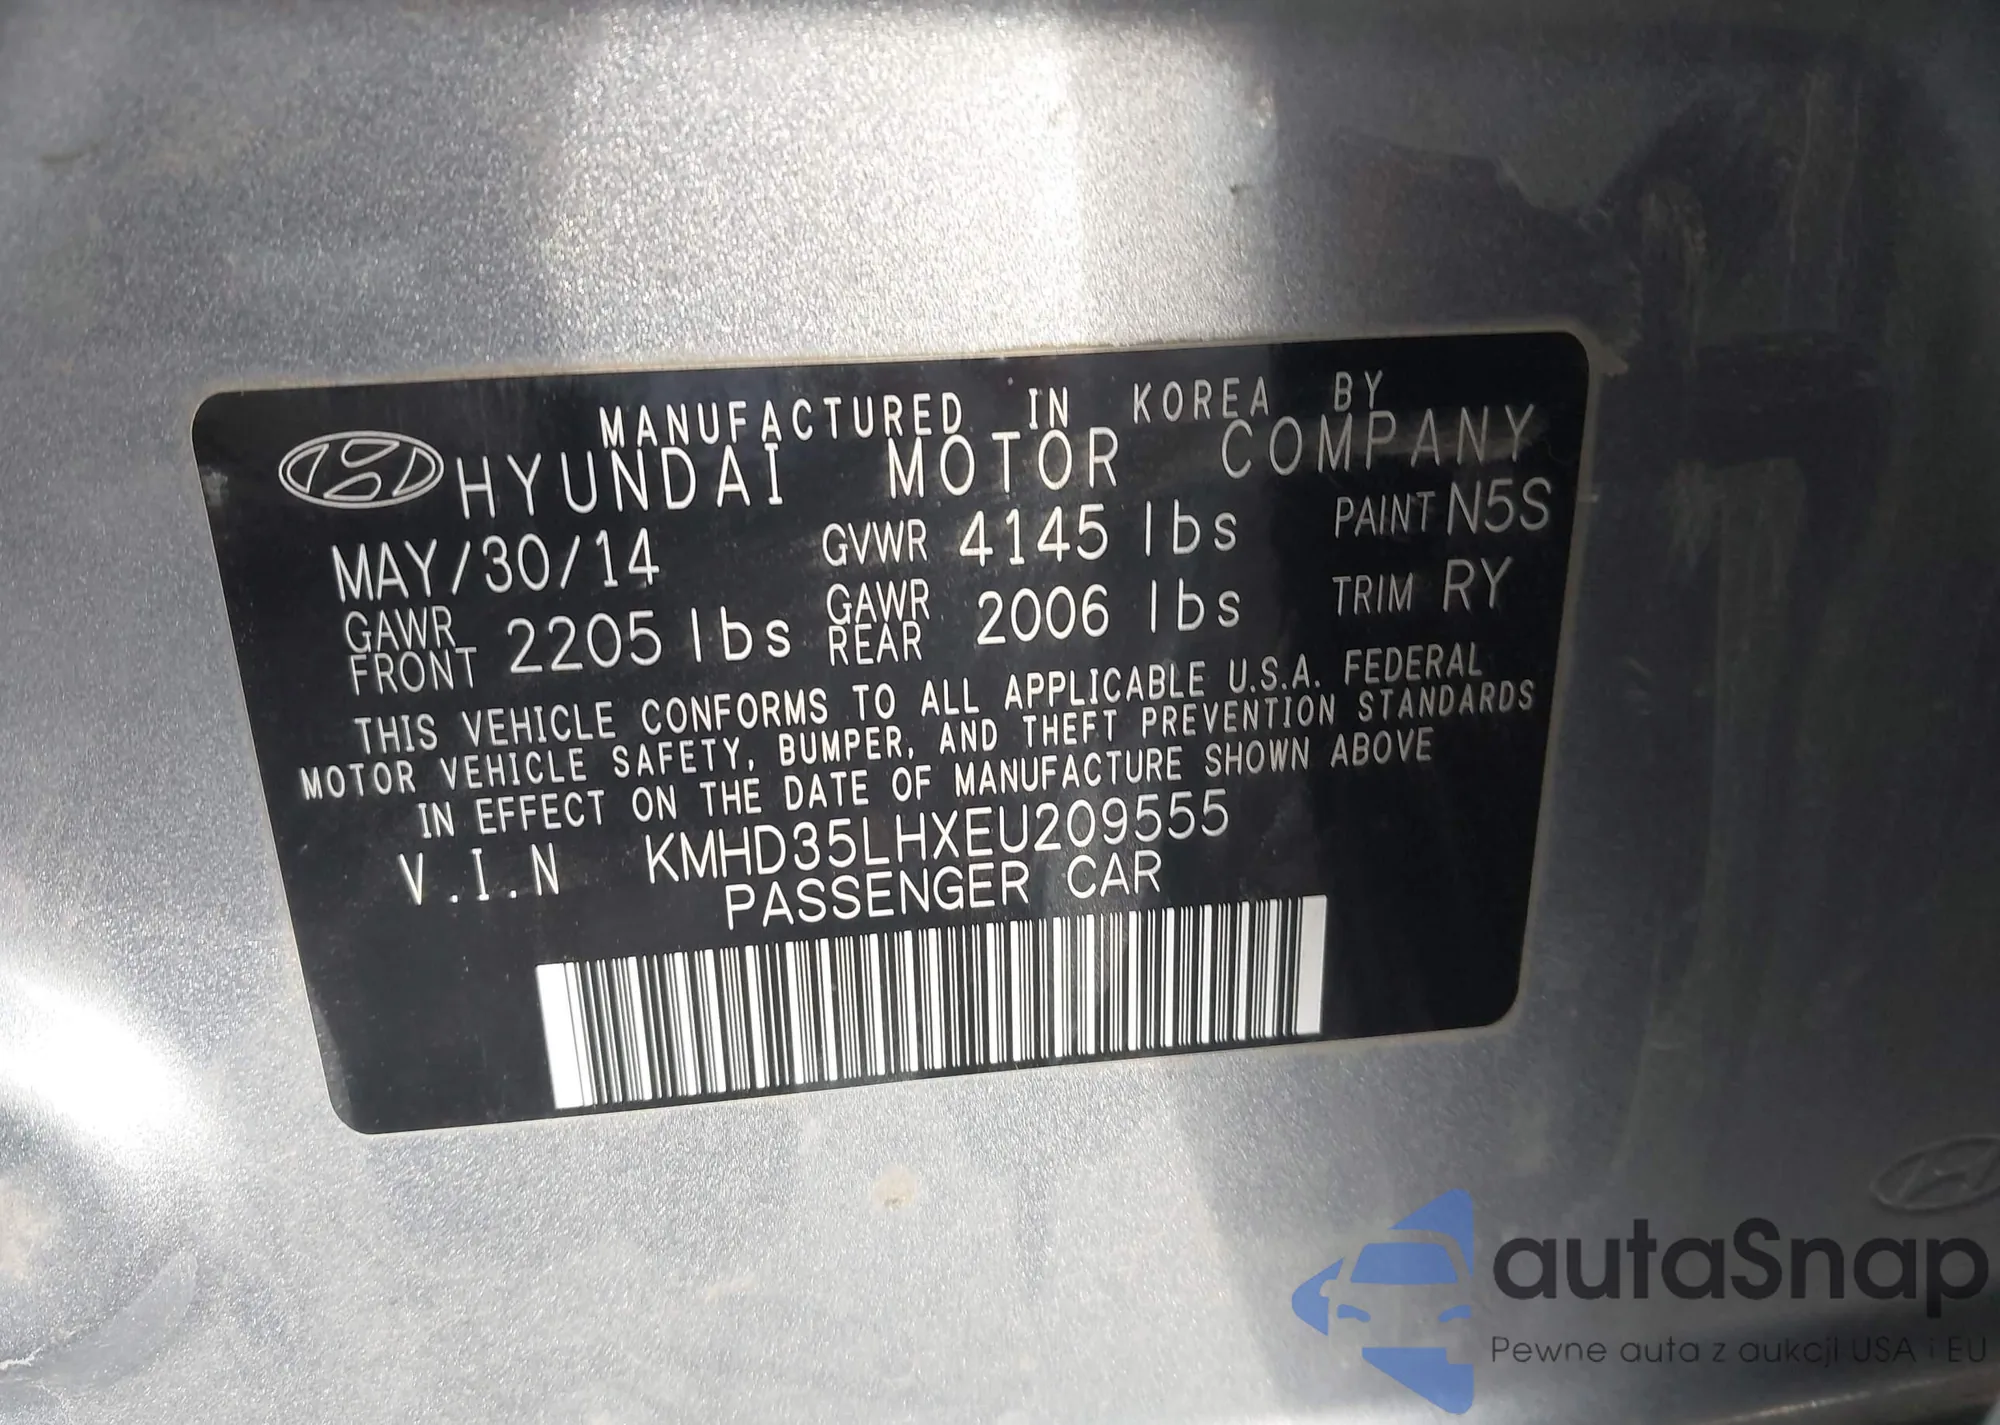 MANUFACTURED IN KOREA BY
HYUNDAI MOTOR COMPANY
MAY/30/14 GVWR 4145 lbs PAINT N5S
GAWR FRONT 2205 lbs GAWR REAR 2006 lbs TRIM RY
THIS VEHICLE CONFORMS TO ALL APPLICABLE U.S.A. FEDERAL
MOTOR VEHICLE SAFETY, BUMPER, AND THEFT PREVENTION STANDARDS
IN EFFECT ON THE DATE OF MANUFACTURE SHOWN ABOVE
V.I.N KMHD35LHXEU209555
PASSENGER CAR
autaSnap
Pewne auta z aukcji USA i EU